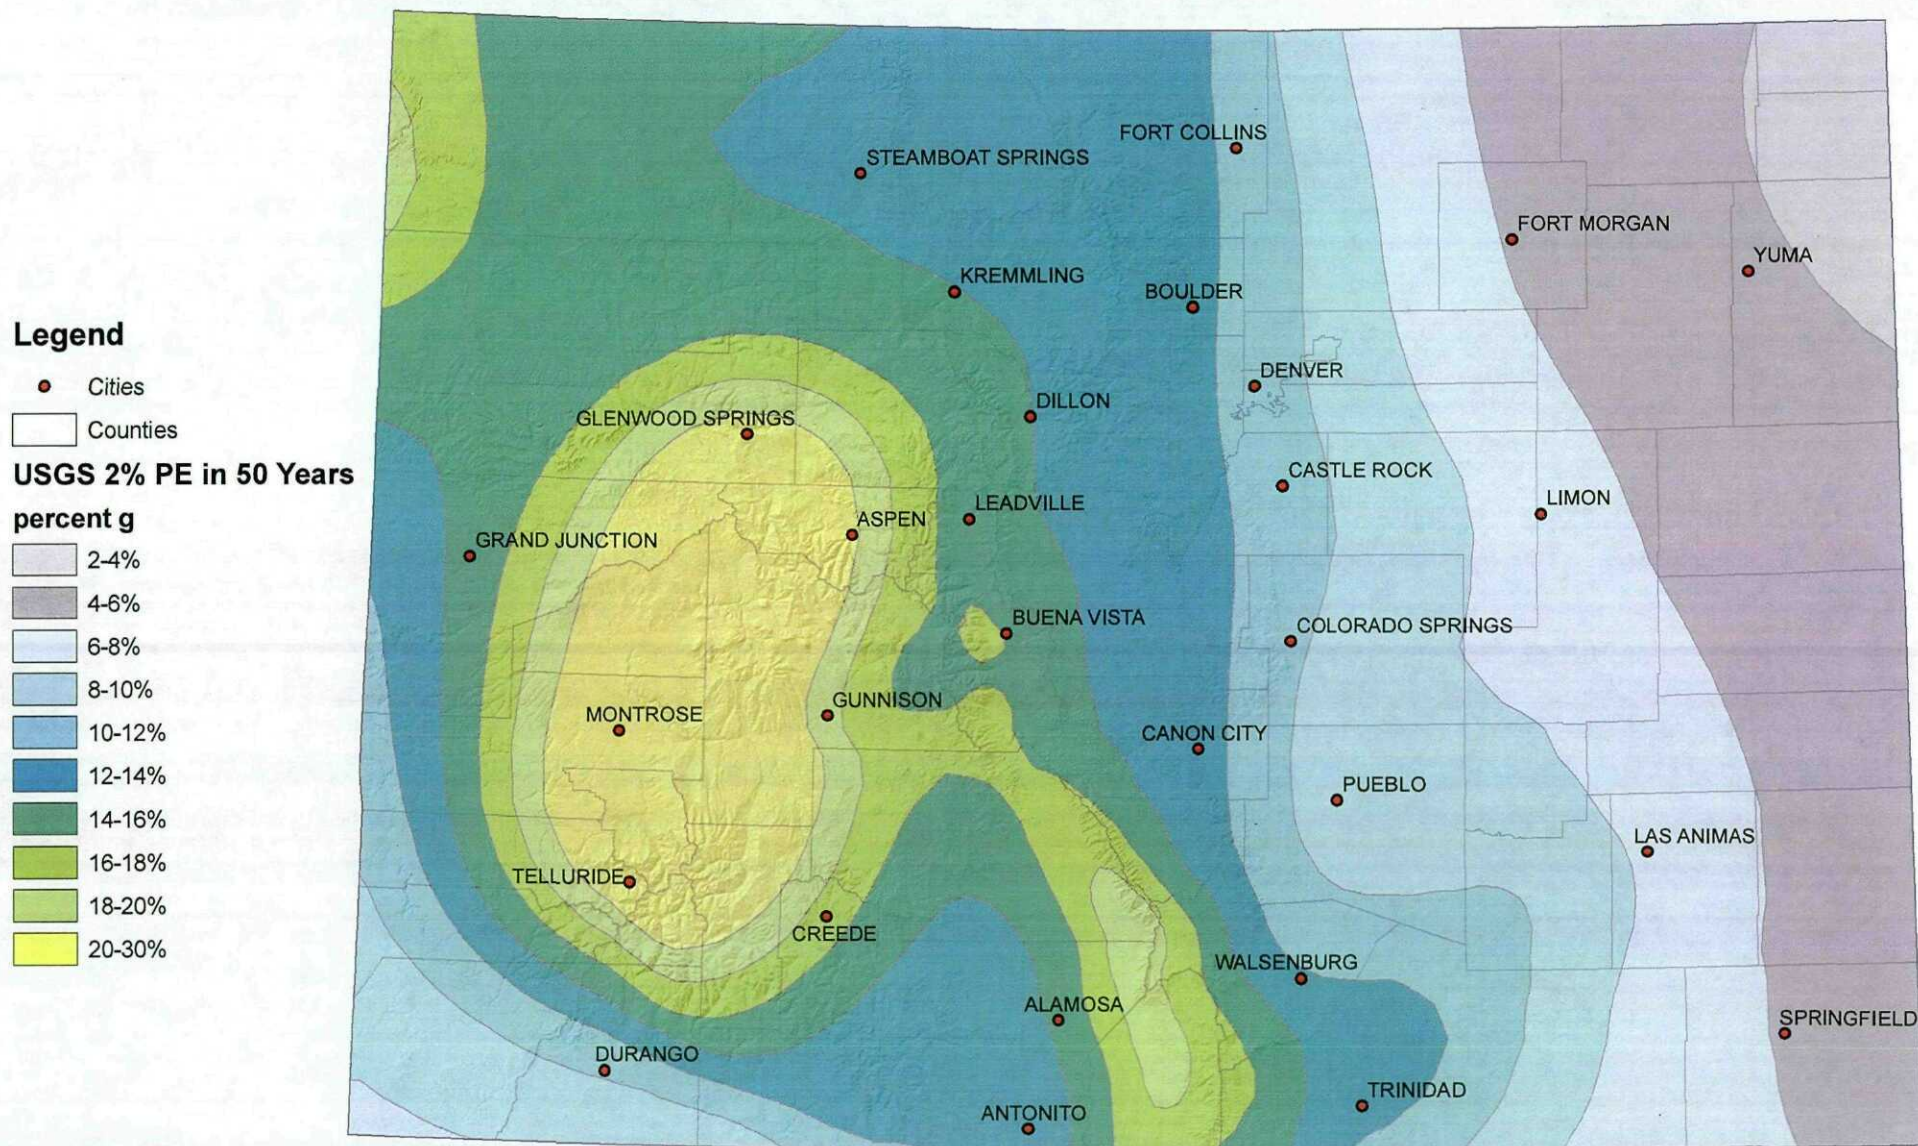 FORT COLLINS
STEAMBOAT SPRINGS
FORT MORGAN
YUMA
KREMMLING
BOULDER
Legend
Cities
Counties
USGS 2% PE in 50 Years
percent g
2-4%
4-6%
6-8%
8-10%
10-12%
12-14%
14-16%
16-18%
18-20%
20-30%
DENVER
DILLON
GLENWOOD SPRINGS
CASTLE ROCK
LIMON
LEADVILLE
ASPEN
GRAND JUNCTION
BUENA VISTA
COLORADO SPRINGS
GUNNISON
MONTROSE
CANON CITY
PUEBLO
LAS ANIMAS
TELLURIDE
CREEDE
WALSENBURG
ALAMOSA
SPRINGFIELD
DURANGO
TRINIDAD
ANTONITO